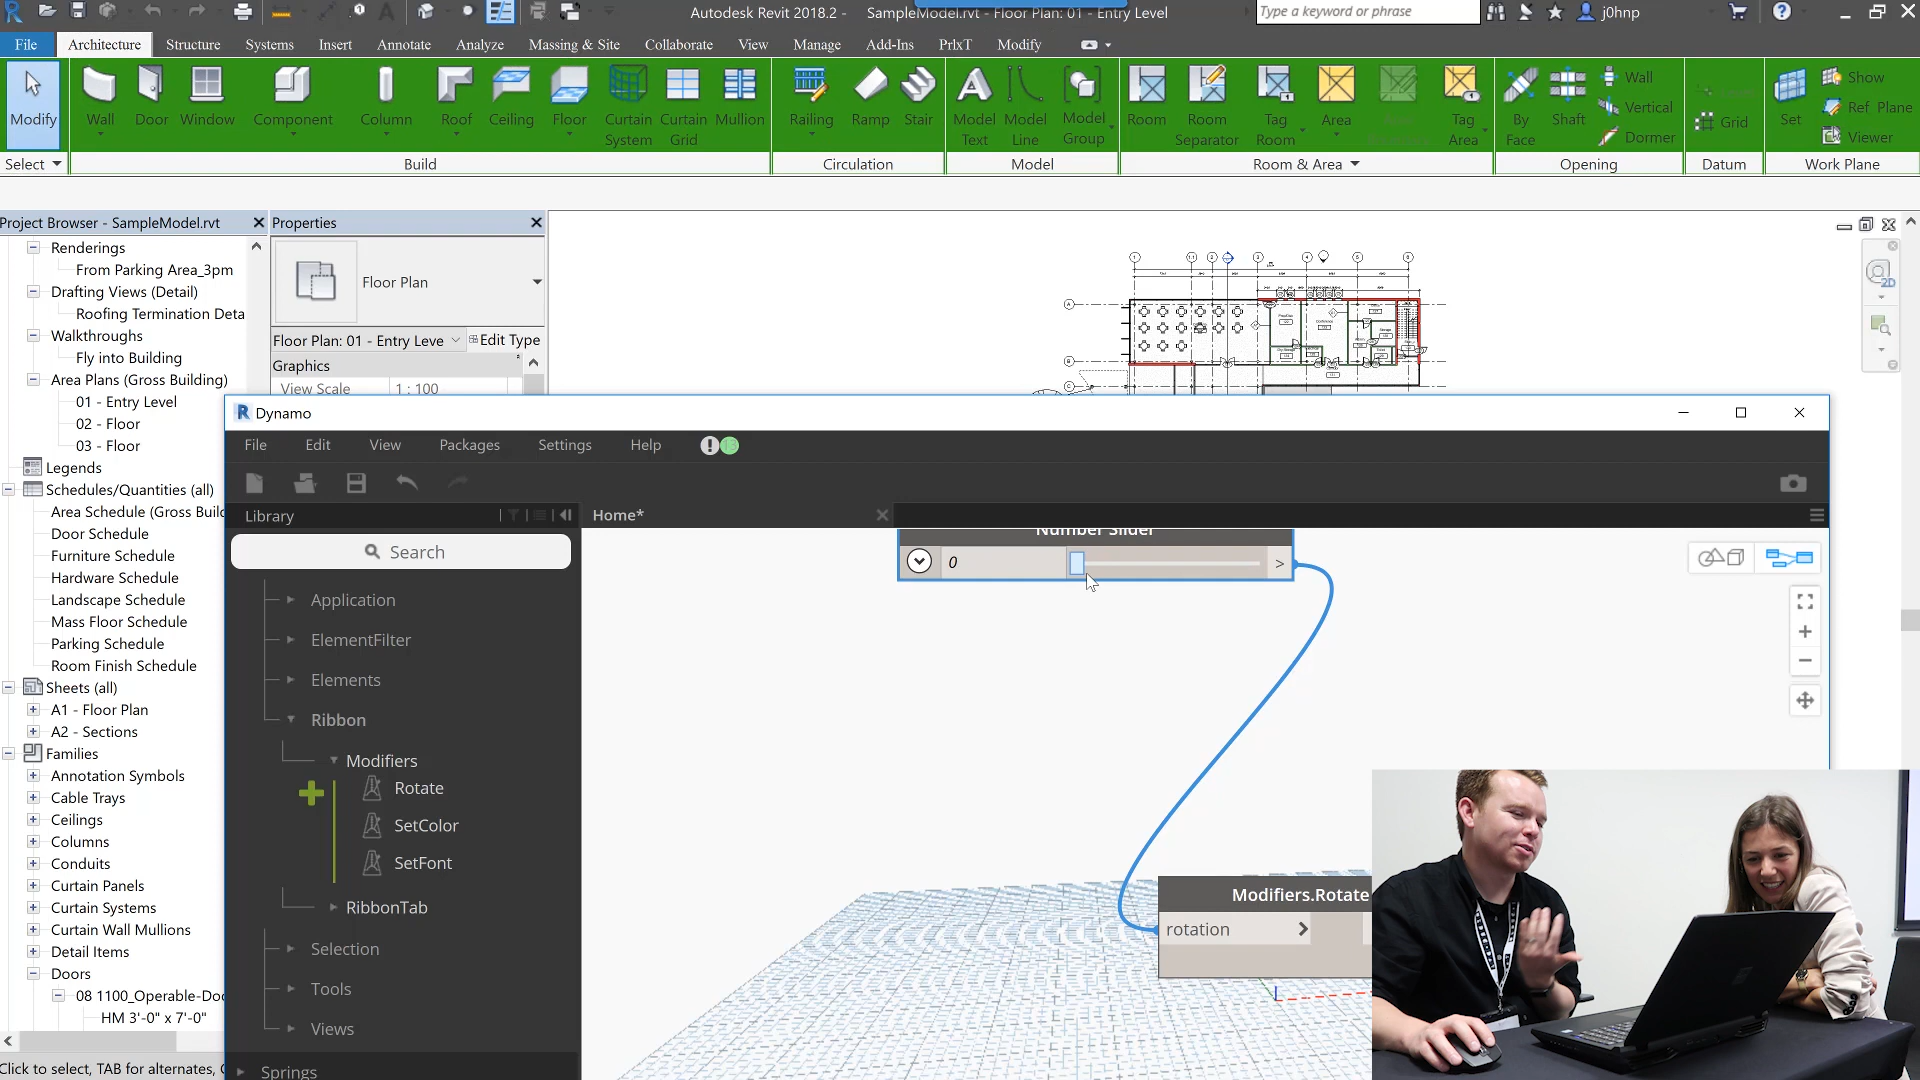 Autodesk Revit 2018.2 -
SampleModel.rvt - Floor Plan: 01 - Entry Level
Type a keyword or phrase
j0hnp
File
Architecture
Structure
Systems
Insert
Annotate
Analyze
Massing & Site
Collaborate
View
Manage
Add-Ins
PrlxT
Modify
Modify
Wall
Door
Window
Component
Column
Roof
Ceiling
Floor
Curtain
System
Curtain
Grid
Mullion
Railing
Ramp
Stair
Model
Text
Model
Line
Model
Group
Room
Room
Separator
Tag
Room
Area
Tag
Area
By
Face
Shaft
Wall
Vertical
Dormer
Grid
Set
Show
Ref Plane
Viewer
Select
Build
Circulation
Model
Room & Area
Opening
Datum
Work Plane
Project Browser - SampleModel.rvt
Renderings
From Parking Area_3pm
Drafting Views (Detail)
Roofing Termination Deta
Walkthroughs
Fly into Building
Area Plans (Gross Building)
01 - Entry Level
02 - Floor
03 - Floor
Legends
Schedules/Quantities (all)
Area Schedule (Gross Builc
Door Schedule
Furniture Schedule
Hardware Schedule
Landscape Schedule
Mass Floor Schedule
Parking Schedule
Room Finish Schedule
Sheets (all)
A1 - Floor Plan
A2 - Sections
Families
Annotation Symbols
Cable Trays
Ceilings
Columns
Conduits
Curtain Panels
Curtain Systems
Curtain Wall Mullions
Detail Items
Doors
08 1100_Operable-Doo
HM 3'-0" x 7'-0"
Click to select, TAB for alternates, C
Properties
Floor Plan
Floor Plan: 01 - Entry Leve
Edit Type
Graphics
View Scale
1 : 100
2D
Dynamo
File
Edit
View
Packages
Settings
Help
Library
Search
Application
ElementFilter
Elements
Ribbon
Modifiers
Rotate
SetColor
SetFont
RibbonTab
Selection
Tools
Views
Springs
Home*
Number Slider
0
>
Modifiers.Rotate
rotation